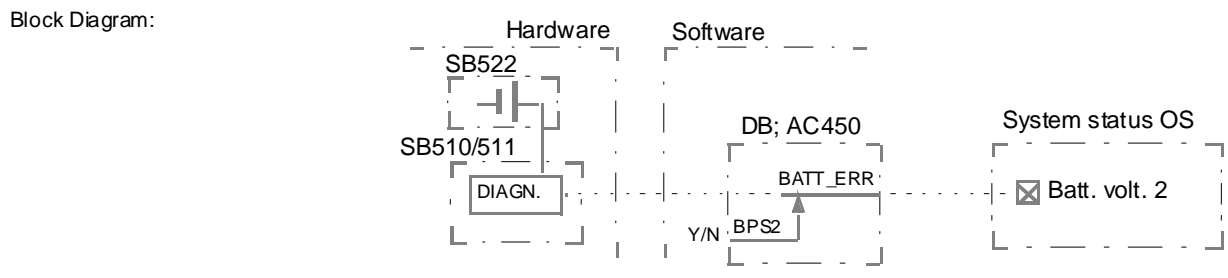 Block Diagram:
Hardware
Software
SB522
SB510/511
DIAGN.
DB; AC450
BATT_ERR
Y/N
BPS2
System status OS
Batt. volt. 2